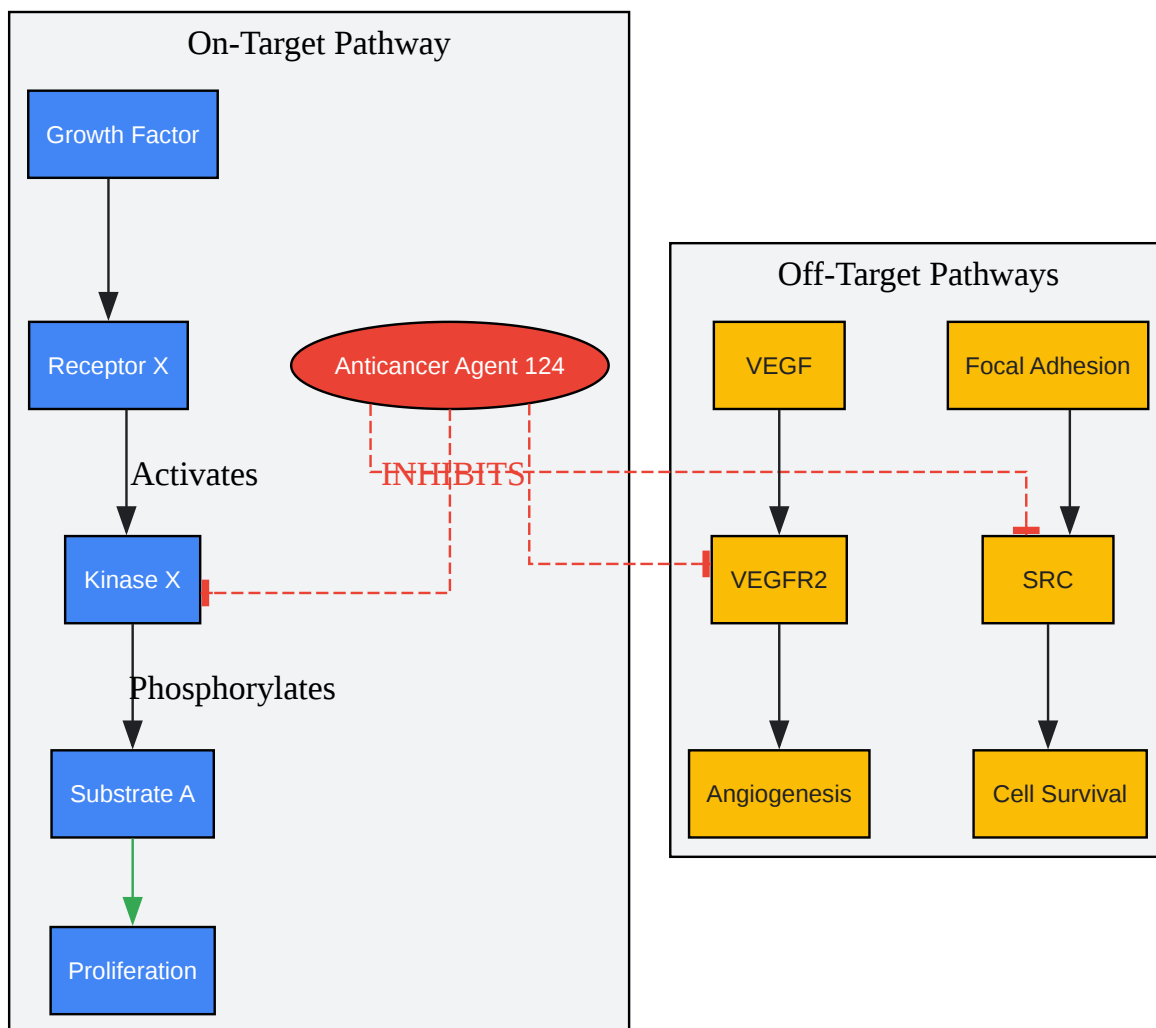 On-Target Pathway
Growth Factor
Off-Target Pathways
Receptor X
Anticancer Agent 124
VEGF
Focal Adhesion
Activates
INHIBITS
Kinase X
VEGFR2
SRC
Phosphorylates
Substrate A
Angiogenesis
Cell Survival
Proliferation